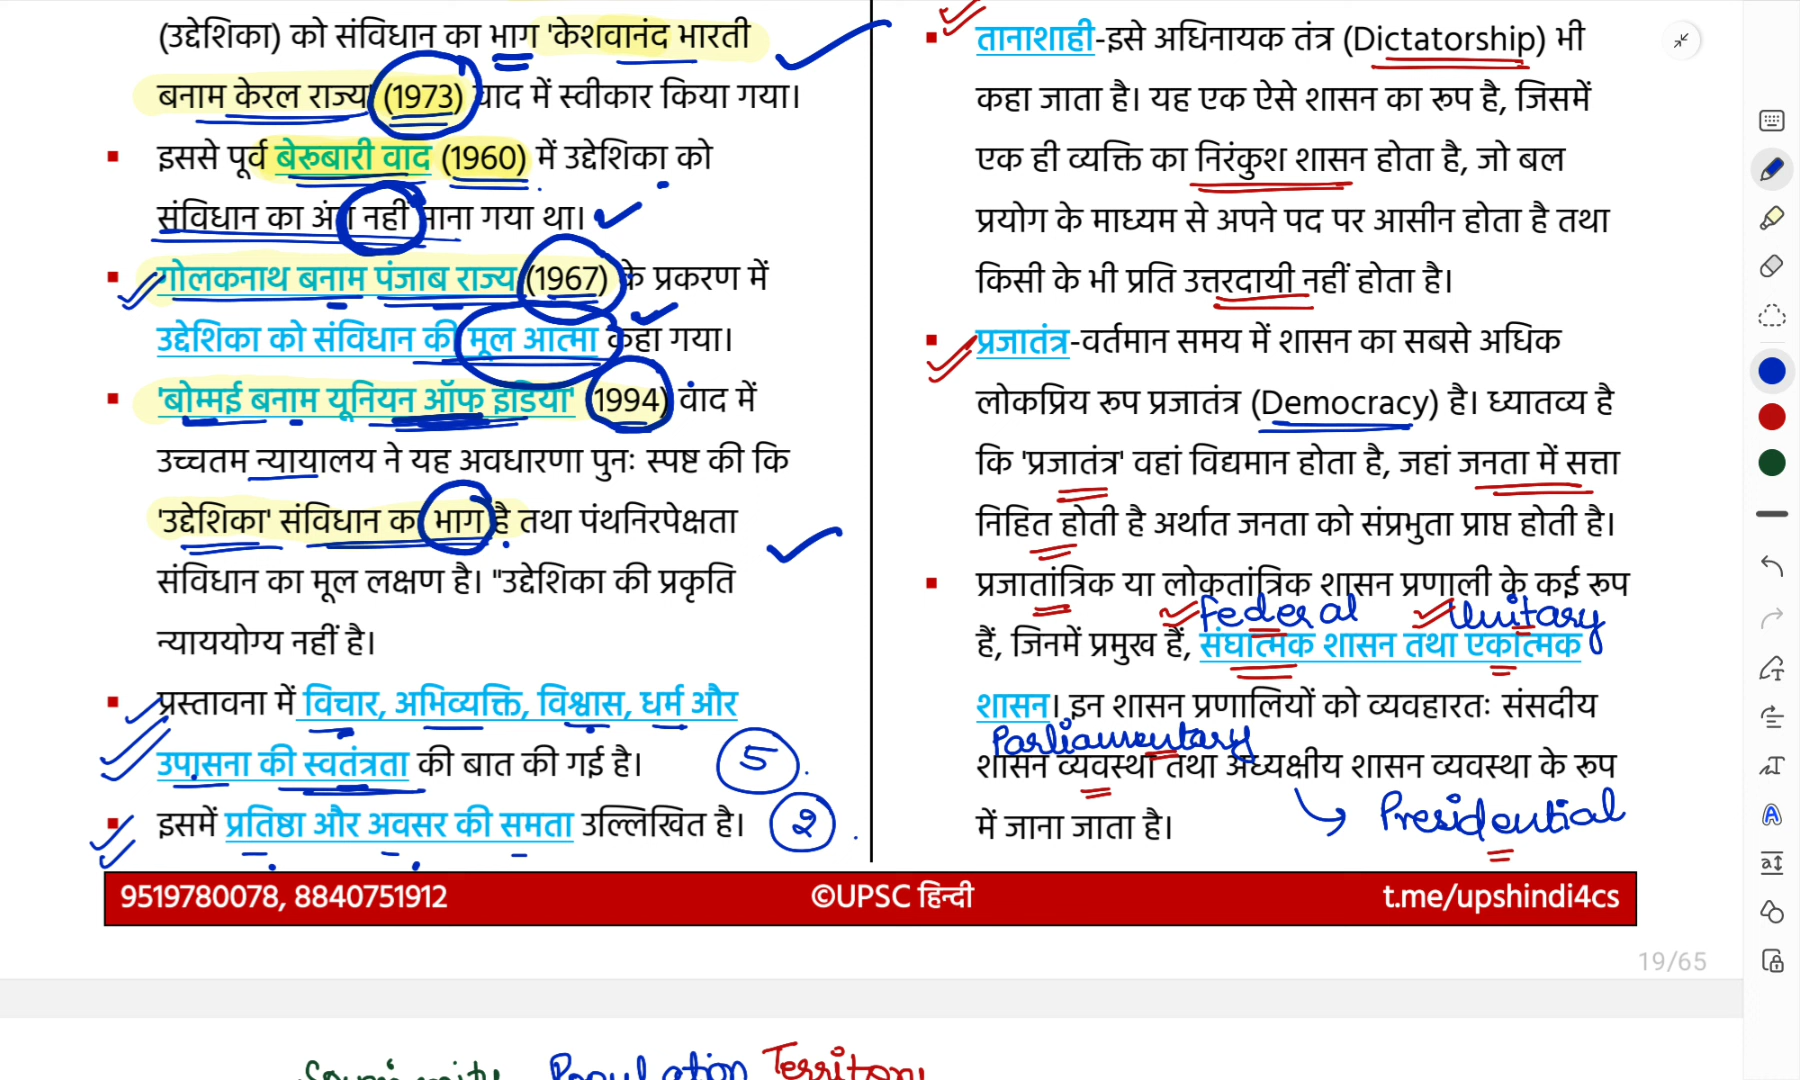 (उद्देशिका) को संविधान का भाग 'केशवानंद भारती
बनाम केरल राज्य' (1973) वाद में स्वीकार किया गया।
इससे पूर्व बेरूबारी वाद (1960) में उद्देशिका को
संविधान का अंग नहीं माना गया था।
गोलकनाथ बनाम पंजाब राज्य (1967) के प्रकरण में
उद्देशिका को संविधान की मूल आत्मा कहा गया।
'बोम्मई बनाम यूनियन ऑफ इंडिया' (1994) वाद में
उच्चतम न्यायालय ने यह अवधारणा पुनः स्पष्ट की कि
'उद्देशिका' संविधान का भाग है तथा पंथनिरपेक्षता
संविधान का मूल लक्षण है। "उद्देशिका की प्रकृति
न्याययोग्य नहीं है।
प्रस्तावना में विचार, अभिव्यक्ति, विश्वास, धर्म और
उपासना की स्वतंत्रता की बात की गई है।
5
इसमें प्रतिष्ठा और अवसर की समता उल्लिखित है।
2
तानाशाही-इसे अधिनायक तंत्र (Dictatorship) भी
कहा जाता है। यह एक ऐसे शासन का रूप है, जिसमें
एक ही व्यक्ति का निरंकुश शासन होता है, जो बल
प्रयोग के माध्यम से अपने पद पर आसीन होता है तथा
किसी के भी प्रति उत्तरदायी नहीं होता है।
प्रजातंत्र-वर्तमान समय में शासन का सबसे अधिक
लोकप्रिय रूप प्रजातंत्र (Democracy) है। ध्यातव्य है
कि 'प्रजातंत्र' वहां विद्यमान होता है, जहां जनता में सत्ता
निहित होती है अर्थात जनता को संप्रभुता प्राप्त होती है।
प्रजातांत्रिक या लोकतांत्रिक शासन प्रणाली के कई रूप
Federal Unitary
हैं, जिनमें प्रमुख हैं, संघात्मक शासन तथा एकात्मक
शासन। इन शासन प्रणालियों को व्यवहारतः संसदीय
Parliamentary
शासन व्यवस्था तथा अध्यक्षीय शासन व्यवस्था के रूप
Presidential
में जाना जाता है।
9519780078, 8840751912 ©UPSC हिन्दी t.me/upshindi4cs
19/65
Population Territory